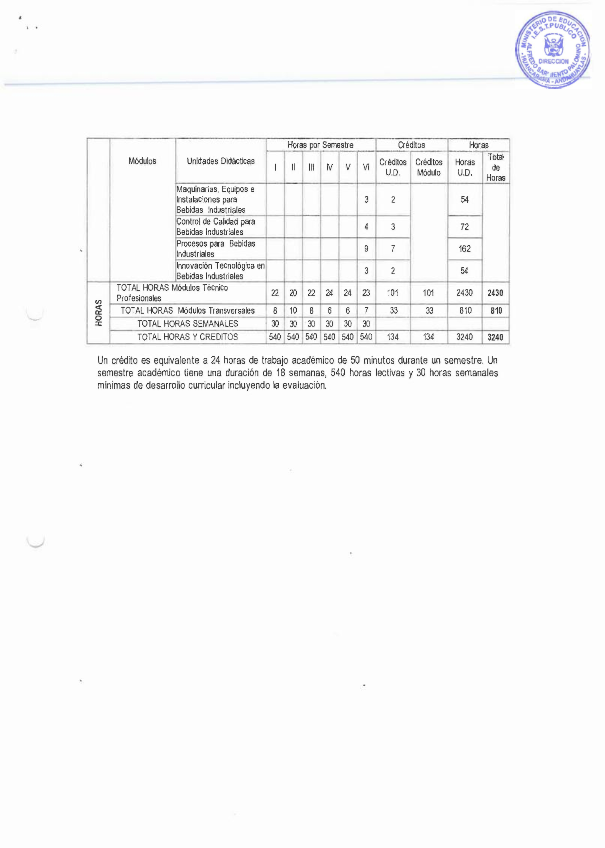 MINISTERIO DE EDUCACION
I.E.S.T. PUBLICO
DIRECCION
Horas por Semestre Créditos Horas
Módulos Unidades Didácticas I II III IV V VI Créditos U.D. Créditos Módulo Horas U.D. Total de Horas
Maquinarias, Equipos e
Instalaciones para 3 2 54
Bebidas Industriales
Control de Calidad para
Bebidas Industriales 4 3 72
Procesos para Bebidas
Industriales 9 7 162
Innovación Tecnológica en
Bebidas Industriales 3 2 54
HORAS
TOTAL HORAS Módulos Técnico
Profesionales 22 20 22 24 24 23 101 101 2430 2430
TOTAL HORAS Módulos Transversales 8 10 8 6 6 7 33 33 810 810
TOTAL HORAS SEMANALES 30 30 30 30 30 30
TOTAL HORAS Y CREDITOS 540 540 540 540 540 540 134 134 3240 3240
Un crédito es equivalente a 24 horas de trabajo académico de 50 minutos durante un semestre. Un
semestre académico tiene una duración de 18 semanas, 540 horas lectivas y 30 horas semanales
mínimas de desarrollo curricular incluyendo la evaluación.